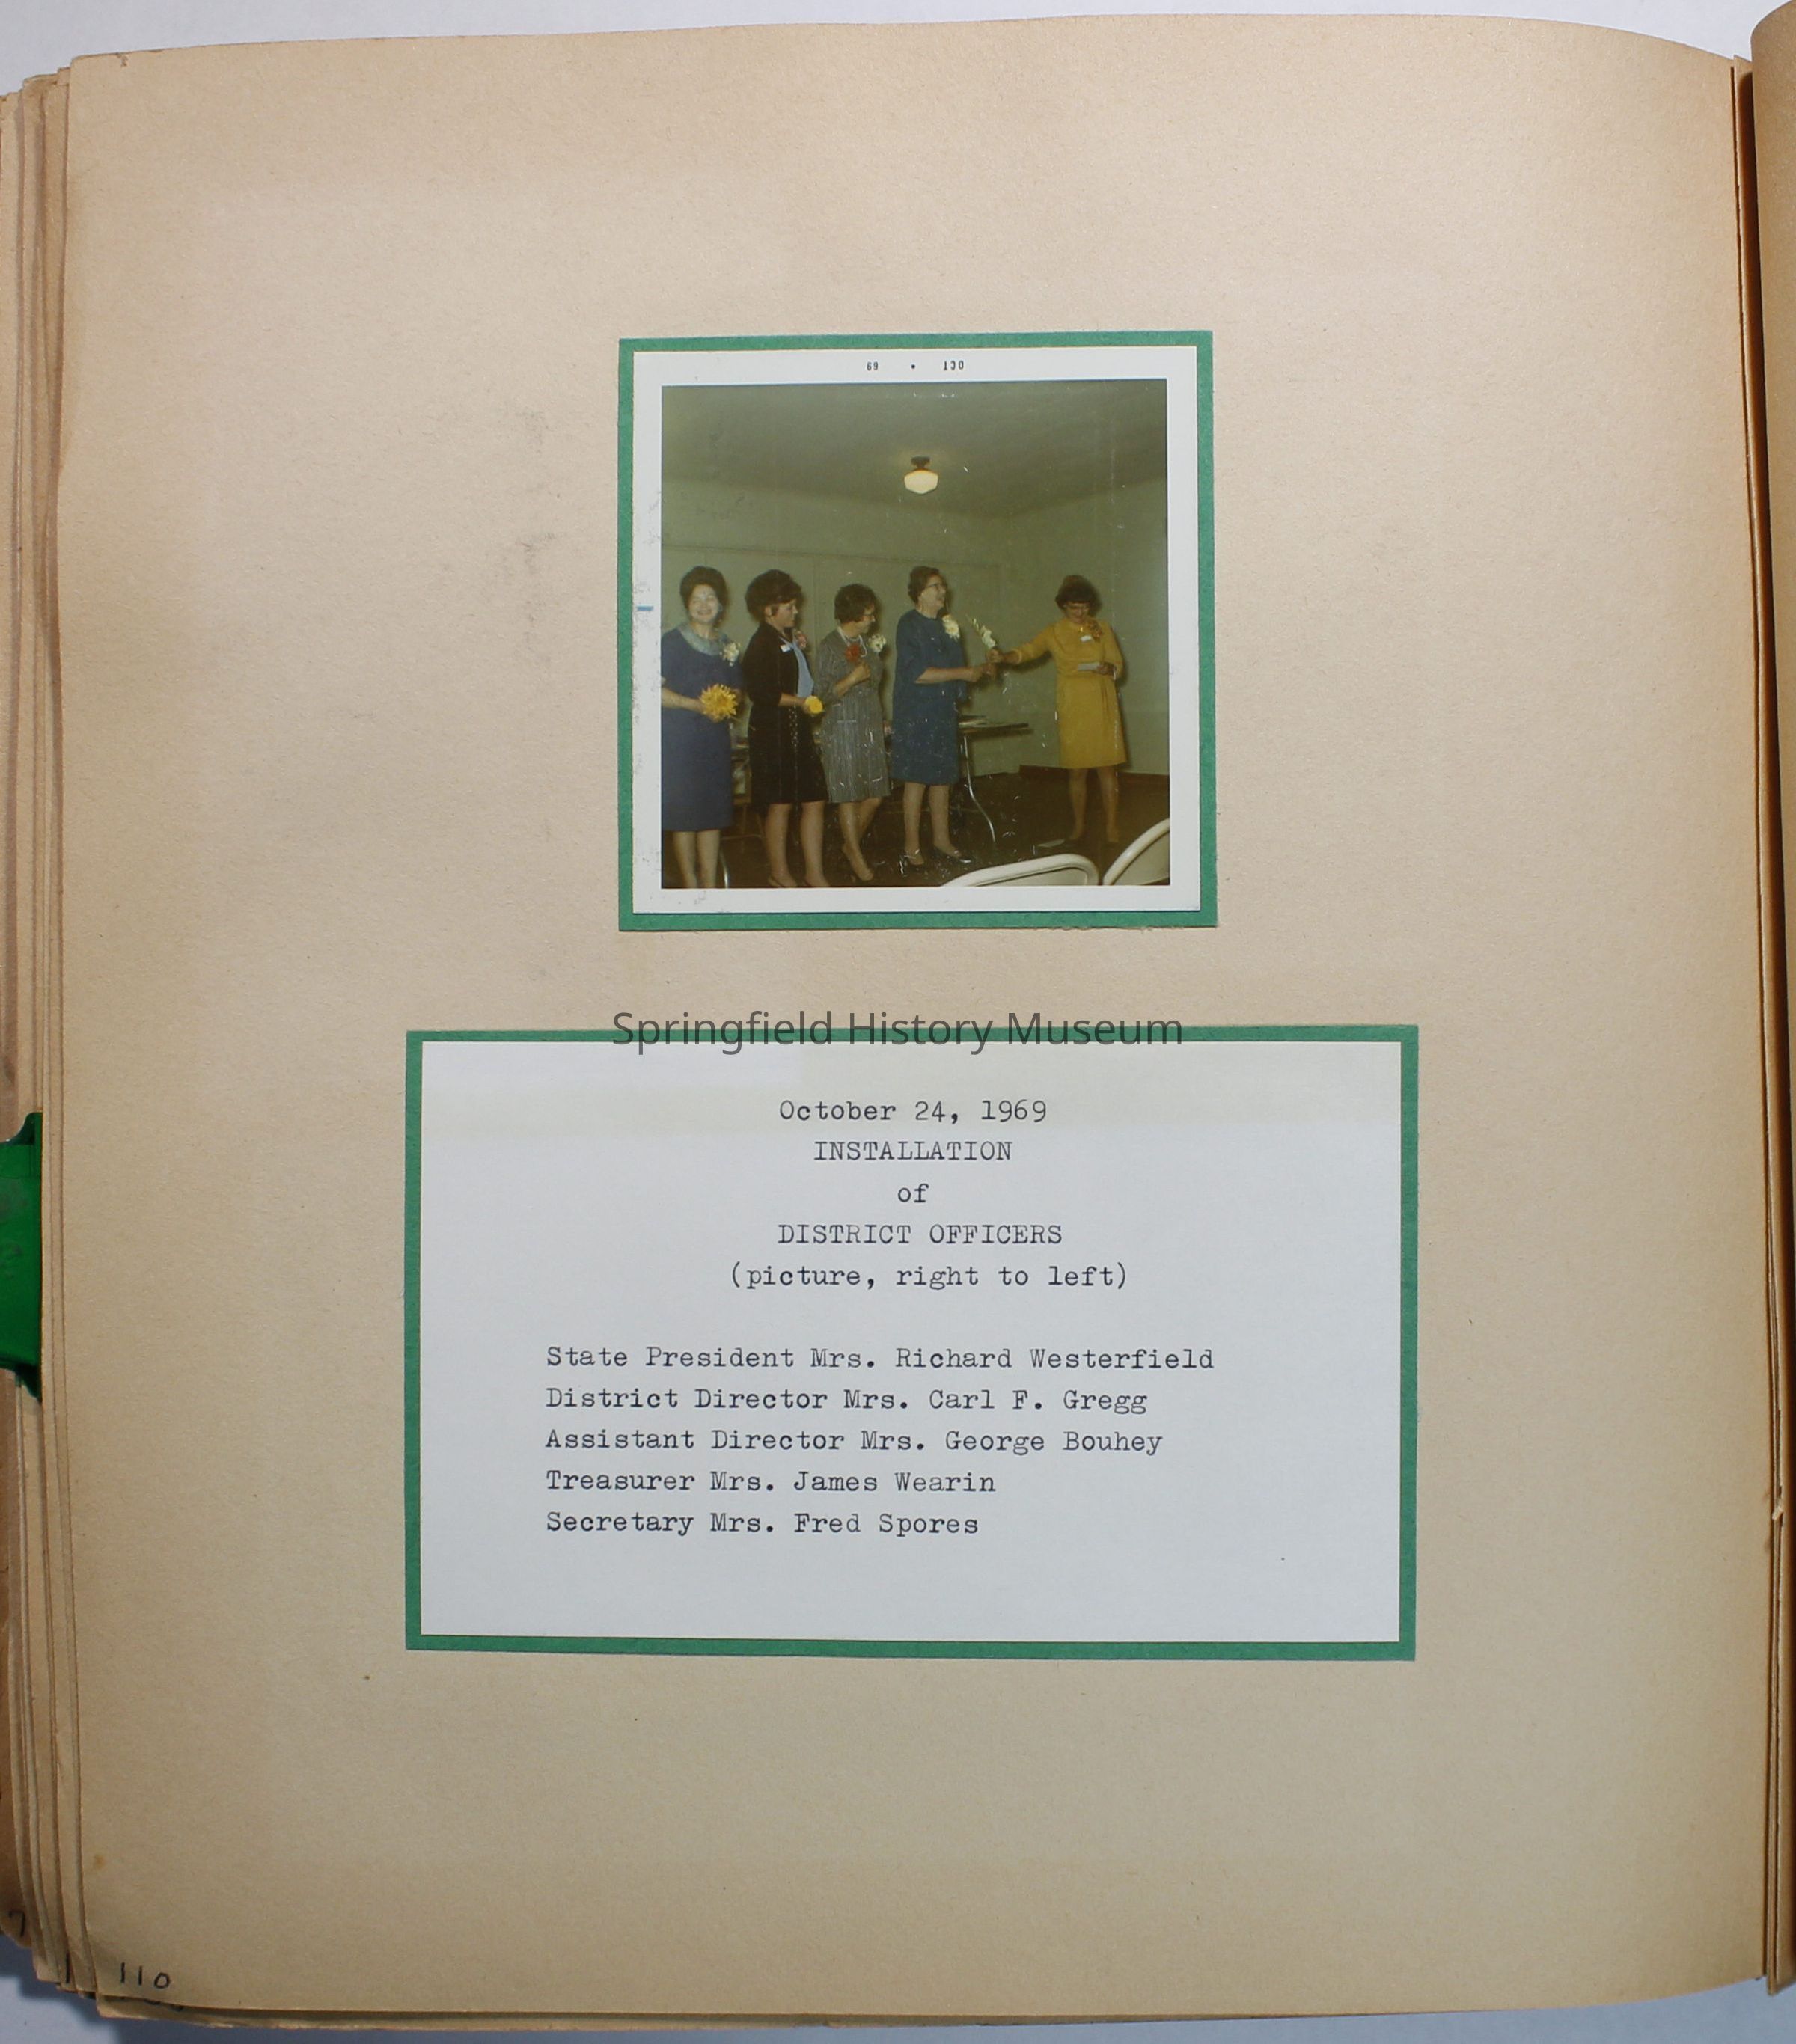 69 • OCT
Springfield History Museum
October 24, 1969
INSTALLATION
of
DISTRICT OFFICERS
(picture, right to left)
State President Mrs. Richard Westerfield
District Director Mrs. Carl F. Gregg
Assistant Director Mrs. George Bouhey
Treasurer Mrs. James Wearin
Secretary Mrs. Fred Spores
110